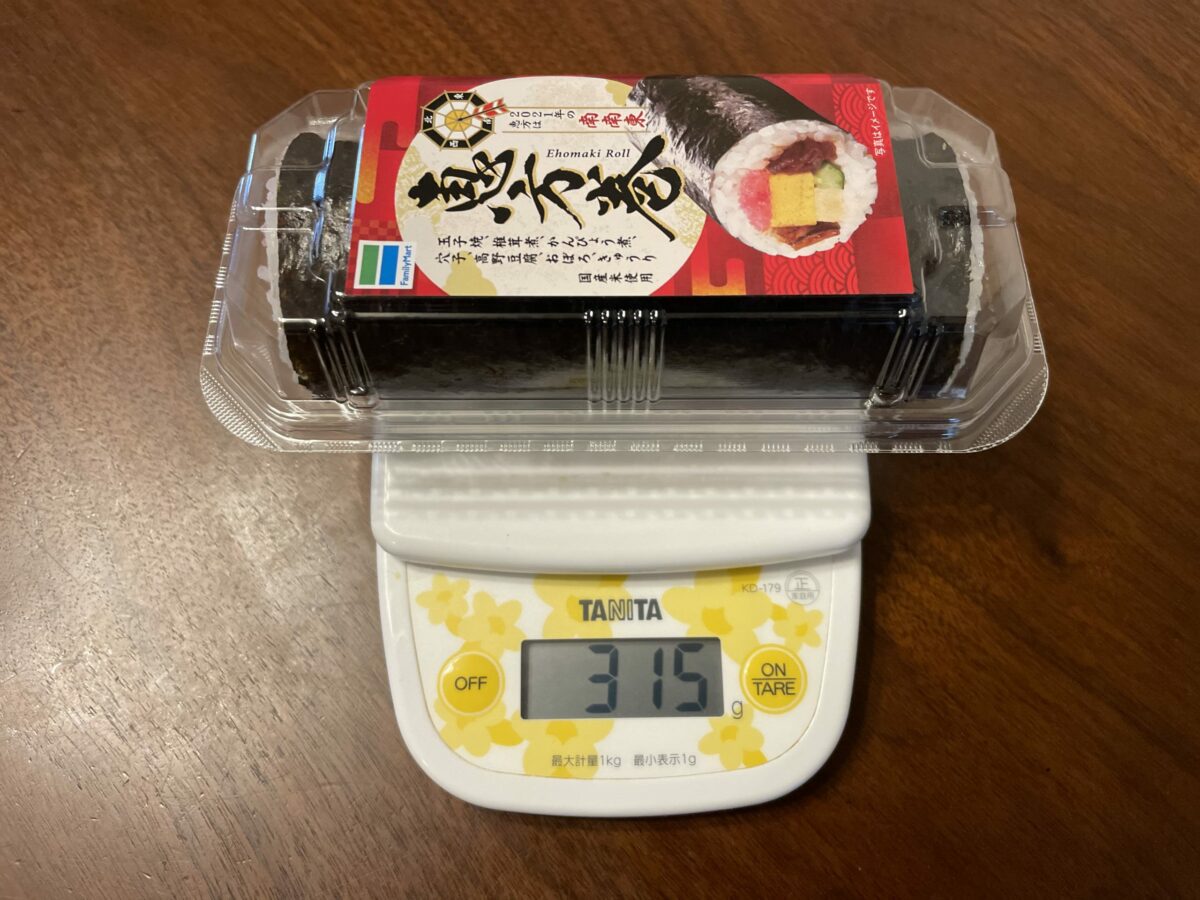 東
北
西
2021年の
恵方は
南南東
写真はイメージです
Ehomaki Roll
恵方巻
玉子焼、椎茸煮、かんぴょう煮、
穴子、高野豆腐、おぼろ、きゅうり
国産米使用
FamilyMart
KD-179
正
TANITA
OFF
315
g
ON
TARE
最大計量1kg 最小表示1g